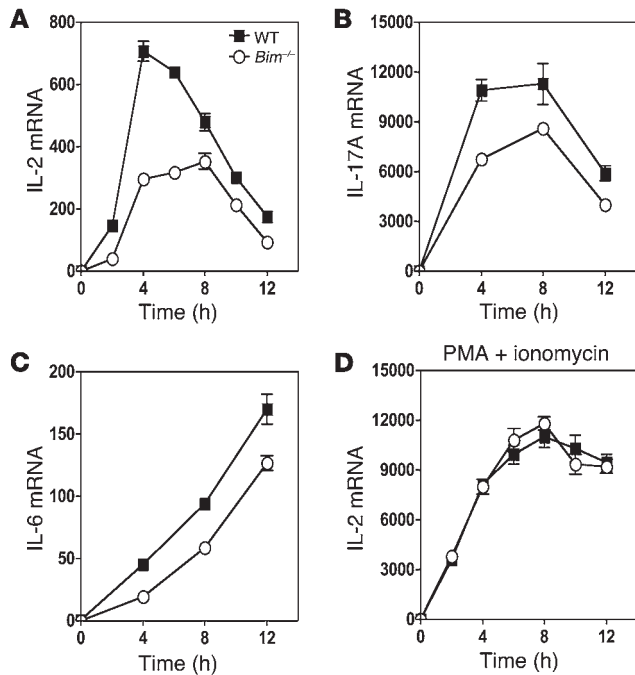 A
IL-2 mRNA
800
600
400
200
0
0 4 8 12
Time (h)
WT
Bim⁻/⁻
B
IL-17A mRNA
15000
12000
9000
6000
3000
0
0 4 8 12
Time (h)
C
IL-6 mRNA
200
150
100
50
0
0 4 8 12
Time (h)
D
PMA + ionomycin
IL-2 mRNA
15000
12000
9000
6000
3000
0
0 4 8 12
Time (h)